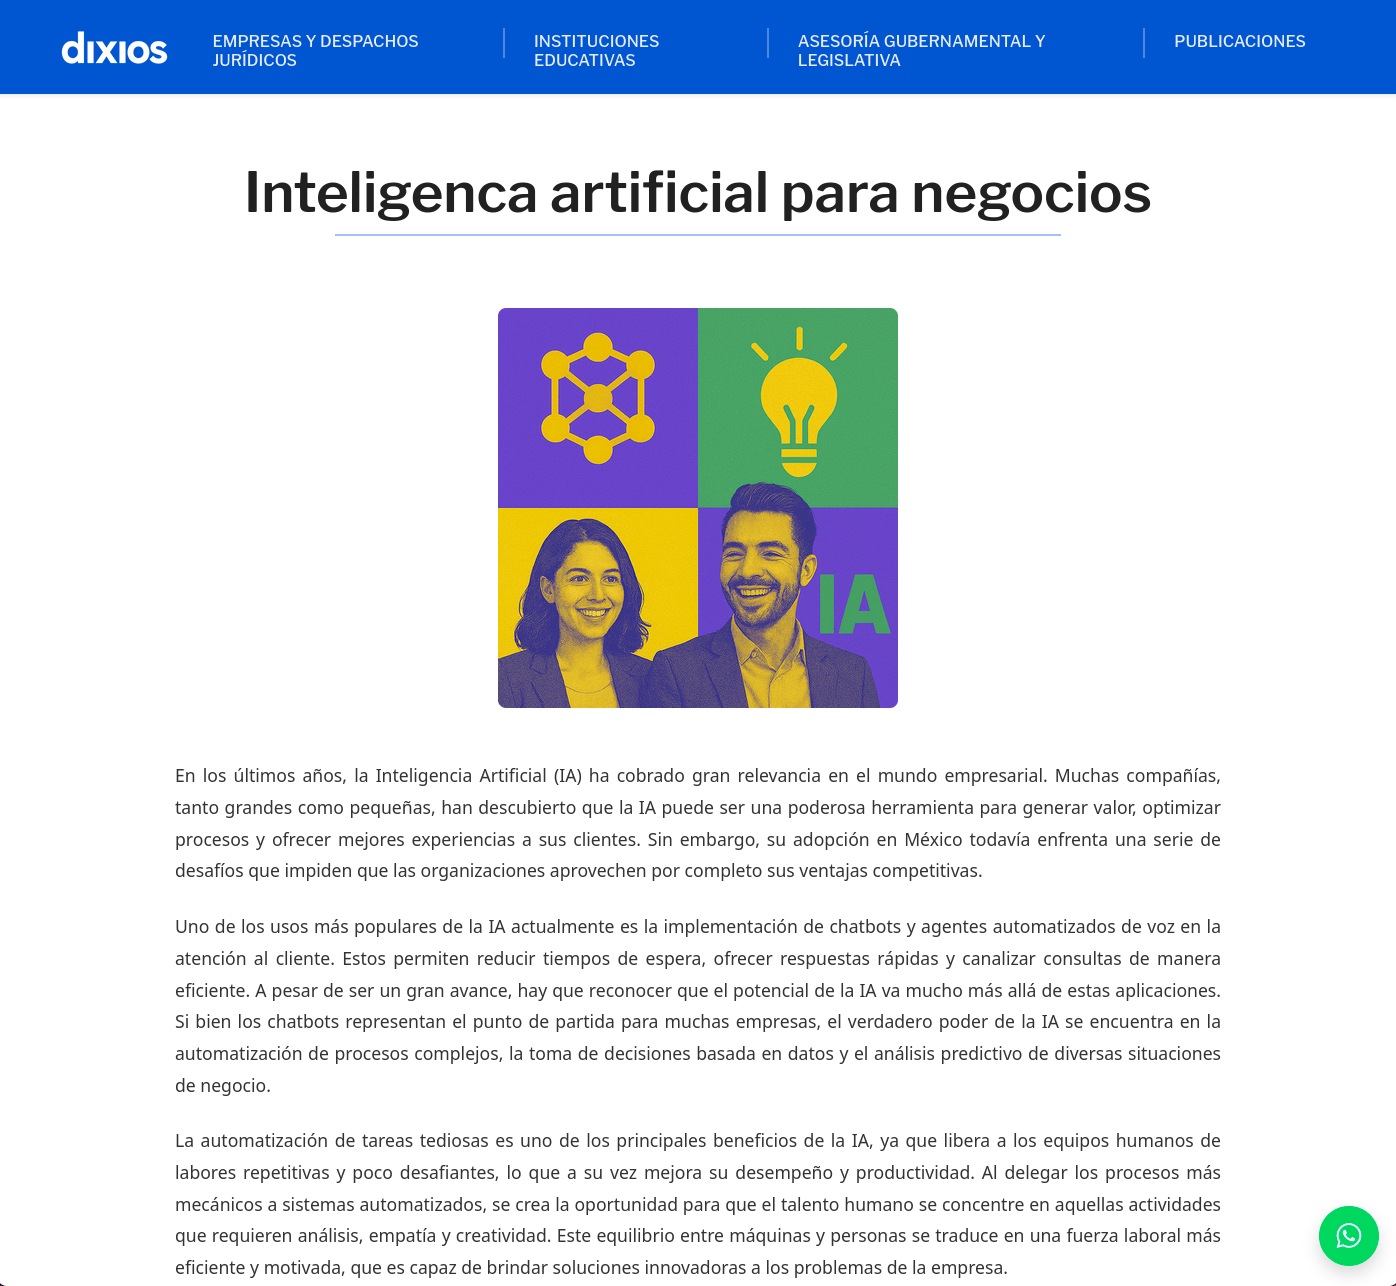 dixios
EMPRESAS Y DESPACHOS
JURÍDICOS
INSTITUCIONES
EDUCATIVAS
ASESORÍA GUBERNAMENTAL Y
LEGISLATIVA
PUBLICACIONES
Inteligenca artificial para negocios
IA
En los últimos años, la Inteligencia Artificial (IA) ha cobrado gran relevancia en el mundo empresarial. Muchas compañías,
tanto grandes como pequeñas, han descubierto que la IA puede ser una poderosa herramienta para generar valor, optimizar
procesos y ofrecer mejores experiencias a sus clientes. Sin embargo, su adopción en México todavía enfrenta una serie de
desafíos que impiden que las organizaciones aprovechen por completo sus ventajas competitivas.
Uno de los usos más populares de la IA actualmente es la implementación de chatbots y agentes automatizados de voz en la
atención al cliente. Estos permiten reducir tiempos de espera, ofrecer respuestas rápidas y canalizar consultas de manera
eficiente. A pesar de ser un gran avance, hay que reconocer que el potencial de la IA va mucho más allá de estas aplicaciones.
Si bien los chatbots representan el punto de partida para muchas empresas, el verdadero poder de la IA se encuentra en la
automatización de procesos complejos, la toma de decisiones basada en datos y el análisis predictivo de diversas situaciones
de negocio.
La automatización de tareas tediosas es uno de los principales beneficios de la IA, ya que libera a los equipos humanos de
labores repetitivas y poco desafiantes, lo que a su vez mejora su desempeño y productividad. Al delegar los procesos más
mecánicos a sistemas automatizados, se crea la oportunidad para que el talento humano se concentre en aquellas actividades
que requieren análisis, empatía y creatividad. Este equilibrio entre máquinas y personas se traduce en una fuerza laboral más
eficiente y motivada, que es capaz de brindar soluciones innovadoras a los problemas de la empresa.